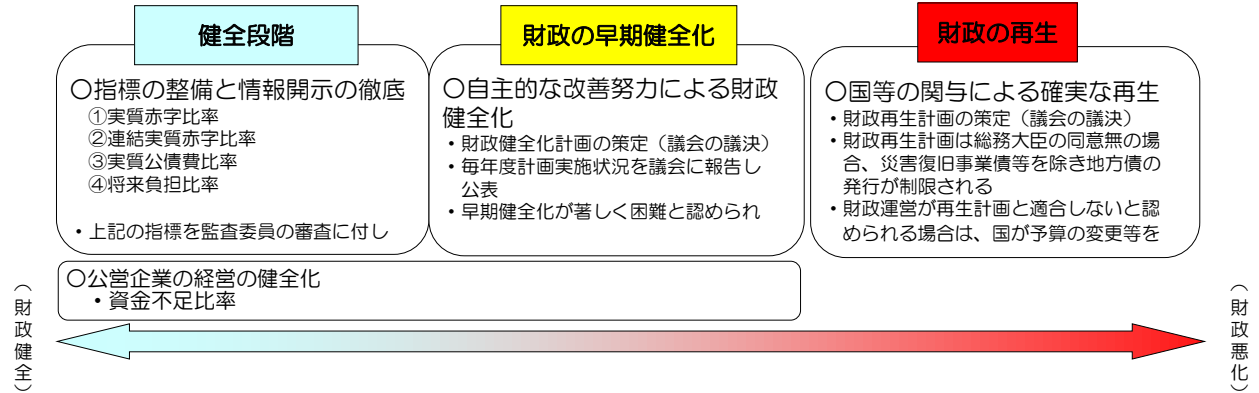 健全段階
〇指標の整備と情報開示の徹底
①実質赤字比率
②連結実質赤字比率
③実質公債費比率
④将来負担比率
・上記の指標を監査委員の審査に付し
財政の早期健全化
〇自主的な改善努力による財政
健全化
・財政健全化計画の策定（議会の議決）
・毎年度計画実施状況を議会に報告し
公表
・早期健全化が著しく困難と認められ
財政の再生
〇国等の関与による確実な再生
・財政再生計画の策定（議会の議決）
・財政再生計画は総務大臣の同意無の場
合、災害復旧事業債等を除き地方債の
発行が制限される
・財政運営が再生計画と適合しないと認
められる場合は、国が予算の変更等を
〇公営企業の経営の健全化
・資金不足比率
（財政健全）
（財政悪化）